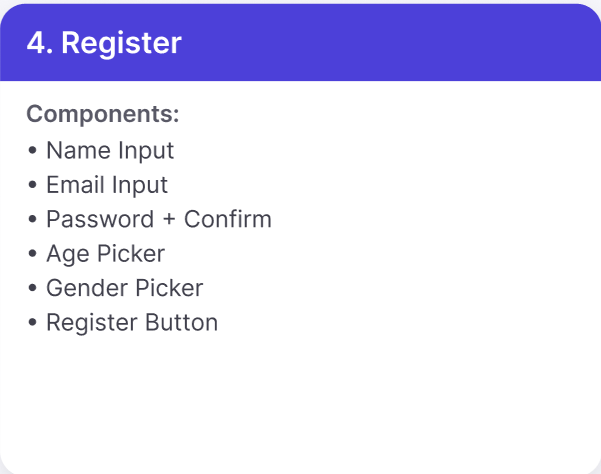 4. Register
Components:
• Name Input
• Email Input
• Password + Confirm
• Age Picker
• Gender Picker
• Register Button